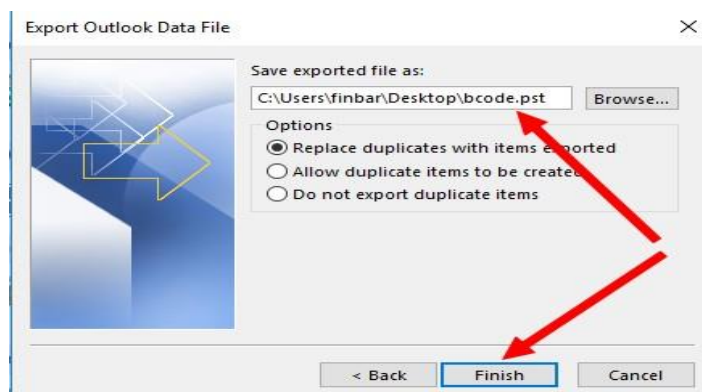 Export Outlook Data File
Save exported file as:
C:\Users\finbar\Desktop\bcode.pst
Browse...
Options
Replace duplicates with items exported
Allow duplicate items to be created
Do not export duplicate items
< Back
Finish
Cancel